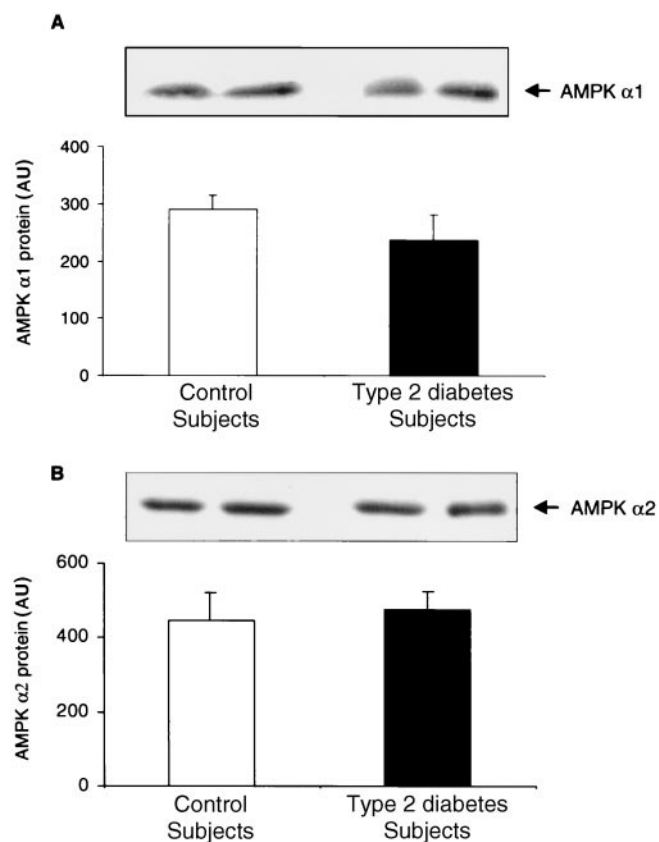 A
AMPK α1
400
300
200
100
0
AMPK α1 protein (AU)
Control
Subjects
Type 2 diabetes
Subjects
B
AMPK α2
600
400
200
0
AMPK α2 protein (AU)
Control
Subjects
Type 2 diabetes
Subjects